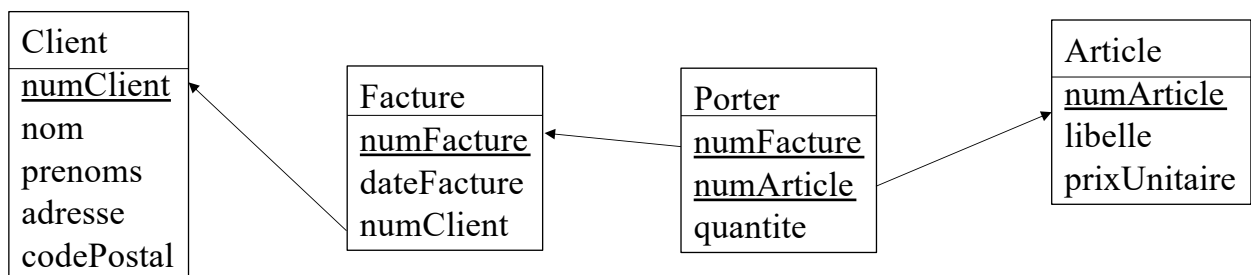 Client
numClient
nom
prenoms
adresse
codePostal
Facture
numFacture
dateFacture
numClient
Porter
numFacture
numArticle
quantite
Article
numArticle
libelle
prixUnitaire